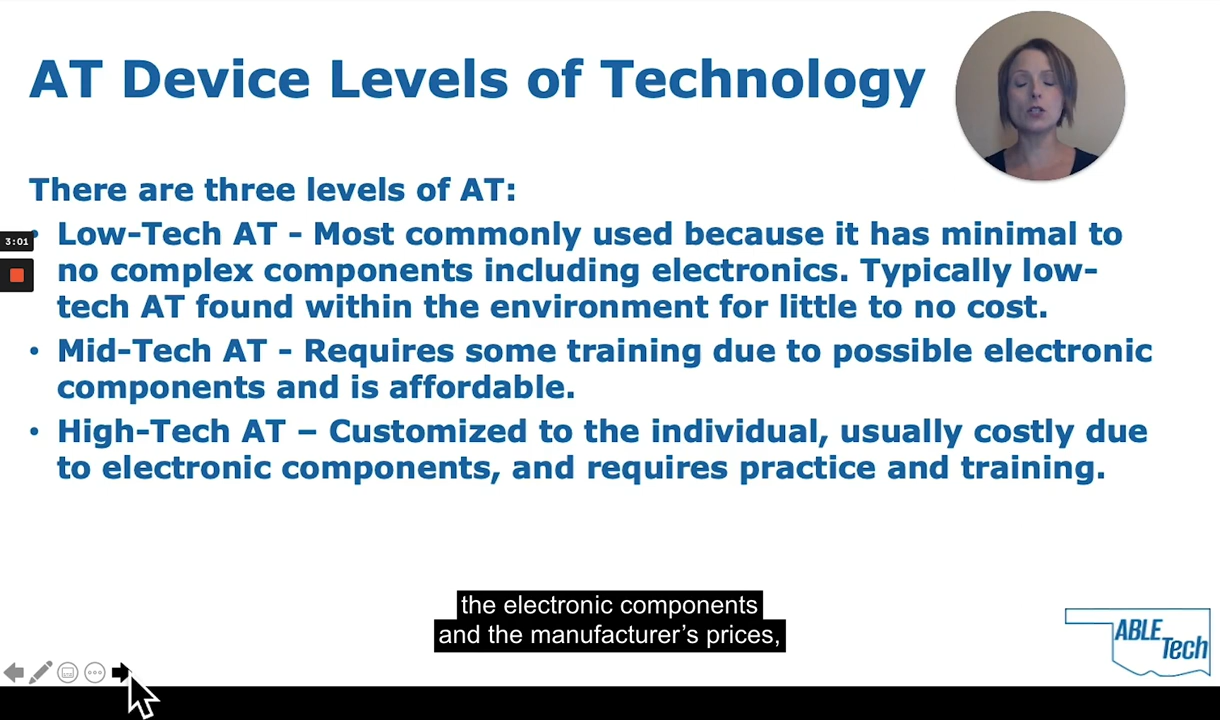 AT Device Levels of Technology
There are three levels of AT:
• Low-Tech AT - Most commonly used because it has minimal to
no complex components including electronics. Typically low-
tech AT found within the environment for little to no cost.
• Mid-Tech AT - Requires some training due to possible electronic
components and is affordable.
• High-Tech AT – Customized to the individual, usually costly due
to electronic components, and requires practice and training.
3:01
the electronic components
and the manufacturer’s prices,
ABLE
Tech